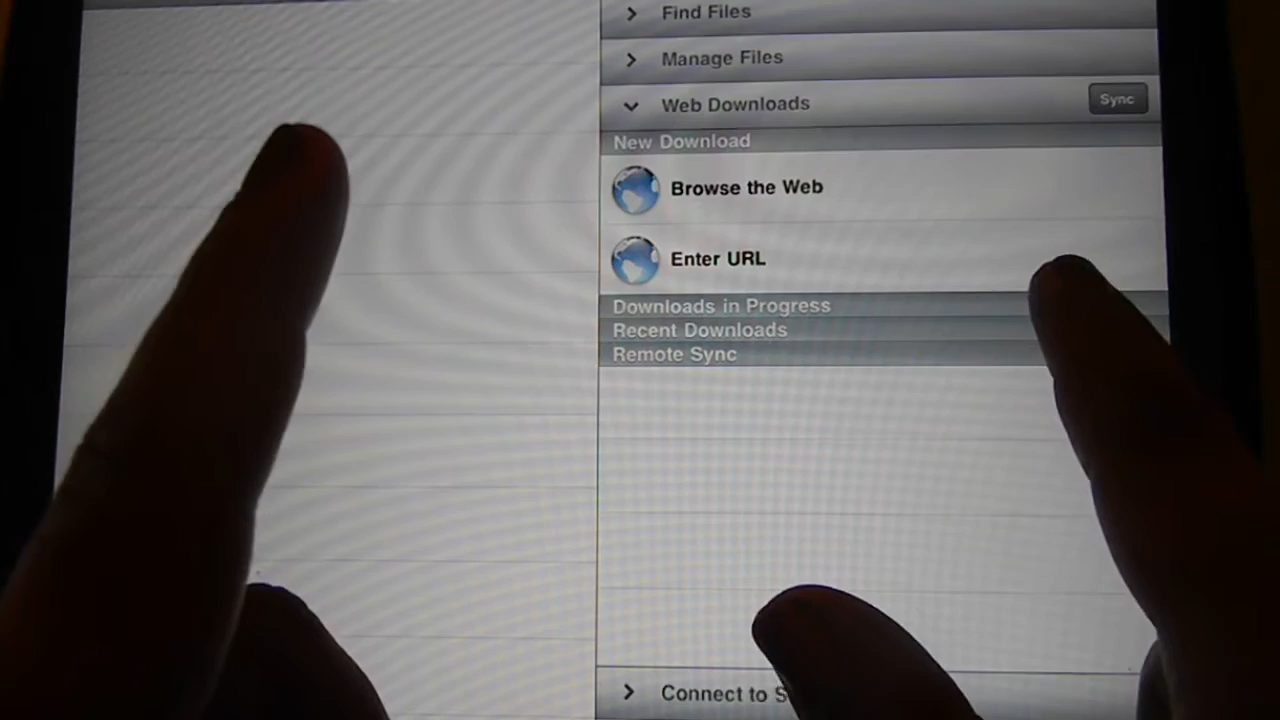 Find Files
Manage Files
Web Downloads
Sync
New Download
Browse the Web
Enter URL
Downloads in Progress
Recent Downloads
Remote Sync
Connect to S